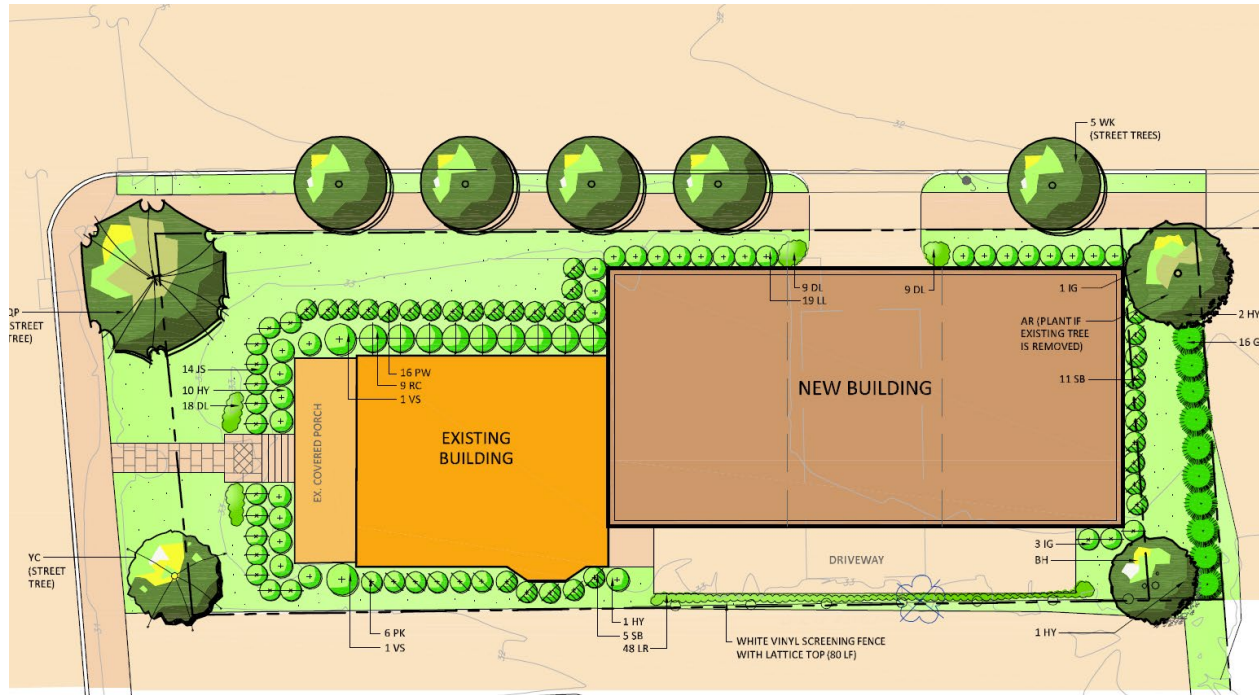 5 WK
(STREET TREES)
9 DL
19 LL
9 DL
1 IG
AR (PLANT IF
EXISTING TREE
IS REMOVED)
2 HY
16 G
QP
(STREET
TREE)
14 JS
10 HY
18 DL
16 PW
9 RC
1 VS
11 SB
NEW BUILDING
EXISTING
BUILDING
EX. COVERED PORCH
YC
(STREET
TREE)
DRIVEWAY
3 IG
BH
1 HY
6 PK
1 VS
1 HY
5 SB
48 LR
WHITE VINYL SCREENING FENCE
WITH LATTICE TOP (80 LF)